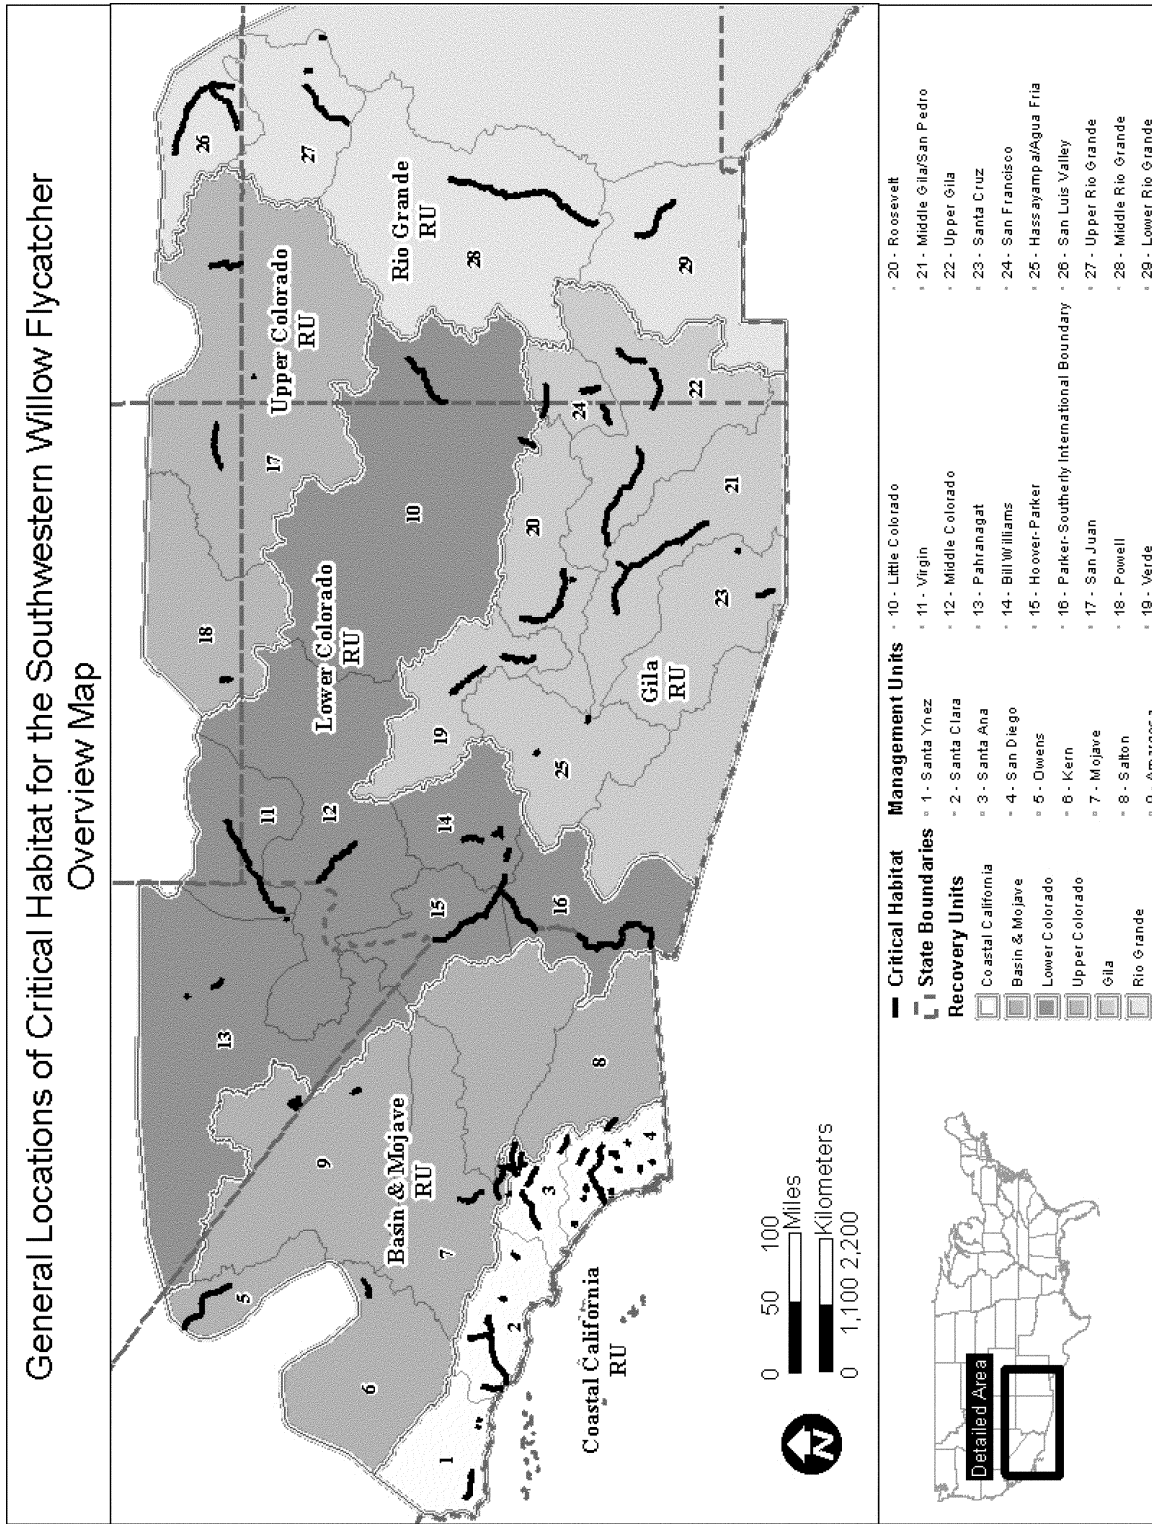 General Locations of Critical Habitat for the Southwestern Willow Flycatcher
Overview Map
26
27
Rio Grande
RU
28
29
Upper Colorado
RU
17
18
10
Lower Colorado
RU
24
22
20
21
23
Gila
RU
19
25
11
12
14
15
16
13
9
Basin & Mojave
RU
8
7
5
6
4
3
2
1
Coastal California
RU
N
0 50 100
Miles
Kilometers
0 1,100 2,200
Detailed Area
Critical Habitat
State Boundaries
Recovery Units
Coastal California
Basin & Mojave
Lower Colorado
Upper Colorado
Gila
Rio Grande
Management Units
1 - Santa Ynez
2 - Santa Clara
3 - Santa Ana
4 - San Diego
5 - Owens
6 - Kern
7 - Mojave
8 - Salton
10 - Little Colorado
11 - Virgin
12 - Middle Colorado
13 - Pahranagat
14 - Bill Williams
15 - Hoover-Parker
16 - Parker-Southerly International Boundary
17 - San Juan
18 - Powell
19 - Verde
20 - Roosevelt
21 - Middle Gila/San Pedro
22 - Upper Gila
23 - Santa Cruz
24 - San Francisco
25 - Hassayampa/Agua Fria
26 - San Luis Valley
27 - Upper Rio Grande
28 - Middle Rio Grande
29 - Lower Rio Grande